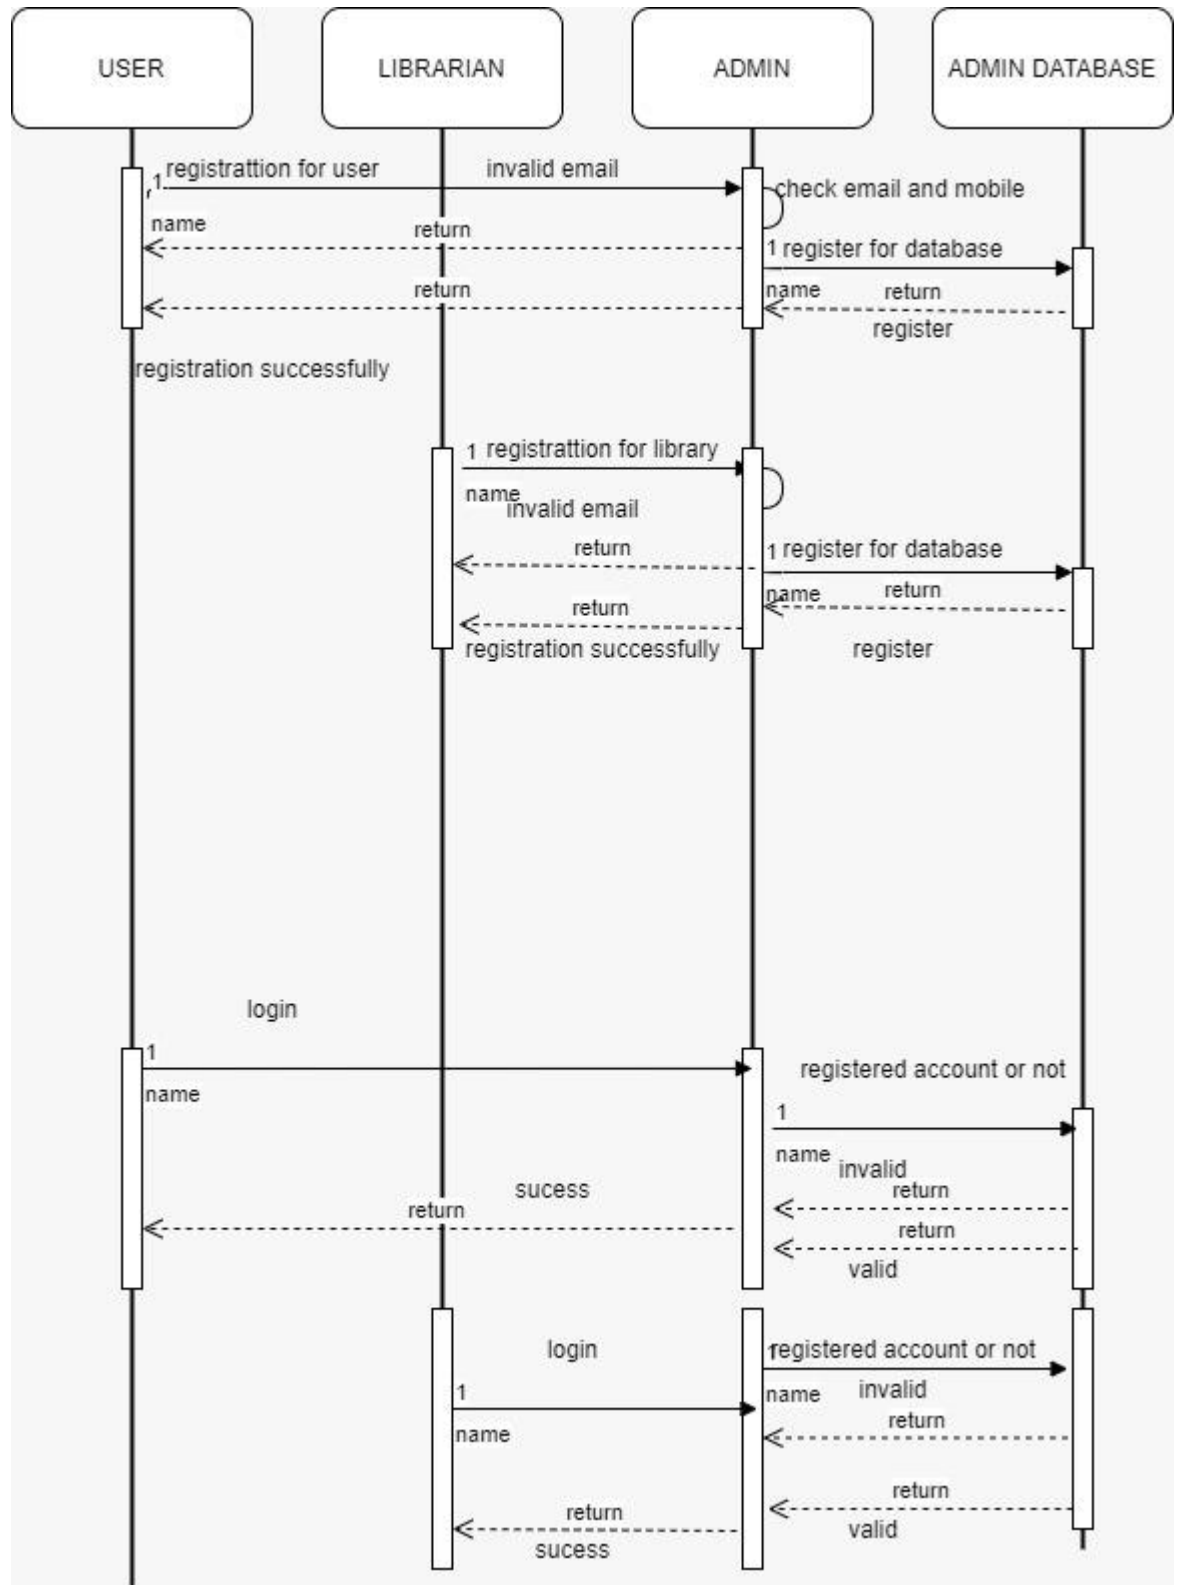 USER
LIBRARIAN
ADMIN
ADMIN DATABASE
registrattion for user
invalid email
1
check email and mobile
name
return
1
register for database
return
name
return
register
registration successfully
1
registrattion for library
name
invalid email
return
1
register for database
return
name
return
registration successfully
register
login
1
name
registered account or not
1
name
invalid
return
sucess
return
return
valid
login
1
registered account or not
1
name
invalid
name
return
return
return
valid
sucess